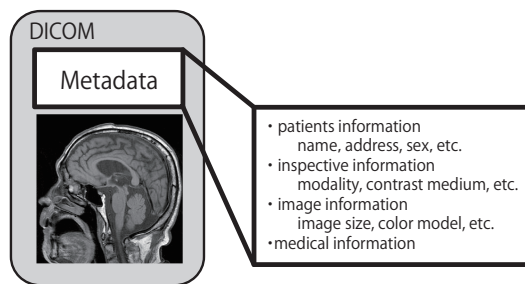 DICOM
Metadata
・patients information
name, address, sex, etc.
・inspective information
modality, contrast medium, etc.
・image information
image size, color model, etc.
・medical information